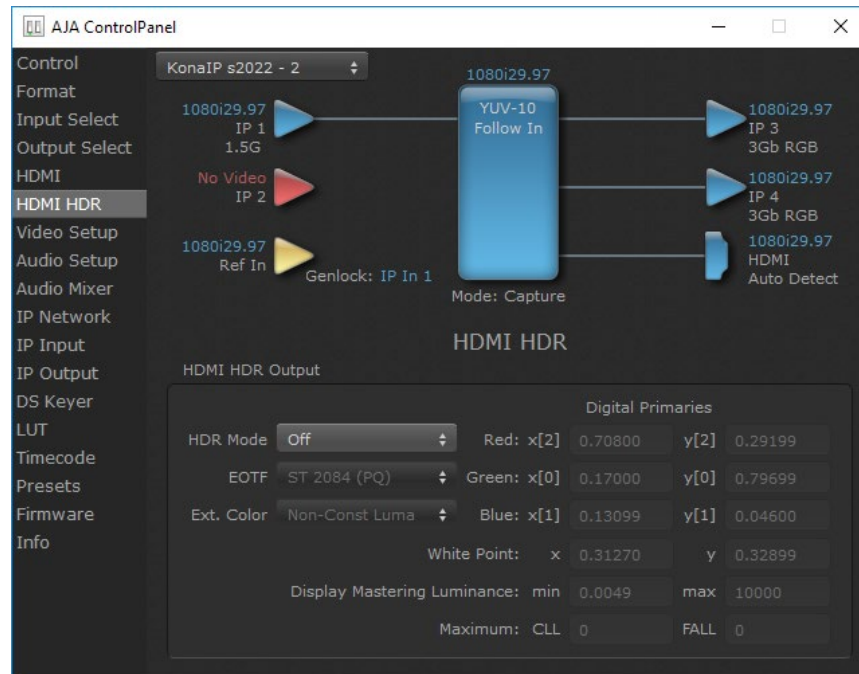 AJA ControlPanel
Control
Format
Input Select
Output Select
HDMI
HDMI HDR
Video Setup
Audio Setup
Audio Mixer
IP Network
IP Input
IP Output
DS Keyer
LUT
Timecode
Presets
Firmware
Info
KonaIP s2022 - 2
1080i29.97
IP 1
1.5G
No Video
IP 2
1080i29.97
Ref In
Genlock: IP In 1
1080i29.97
YUV-10
Follow In
Mode: Capture
1080i29.97
IP 3
3Gb RGB
1080i29.97
IP 4
3Gb RGB
1080i29.97
HDMI
Auto Detect
HDMI HDR
HDMI HDR Output
Digital Primaries
HDR Mode Off Red: x[2] 0.70800 y[2] 0.29199
EOTF ST 2084 (PQ) Green: x[0] 0.17000 y[0] 0.79699
Ext. Color Non-Const Luma Blue: x[1] 0.13099 y[1] 0.04600
White Point: x 0.31270 y 0.32899
Display Mastering Luminance: min 0.0049 max 10000
Maximum: CLL 0 FALL 0